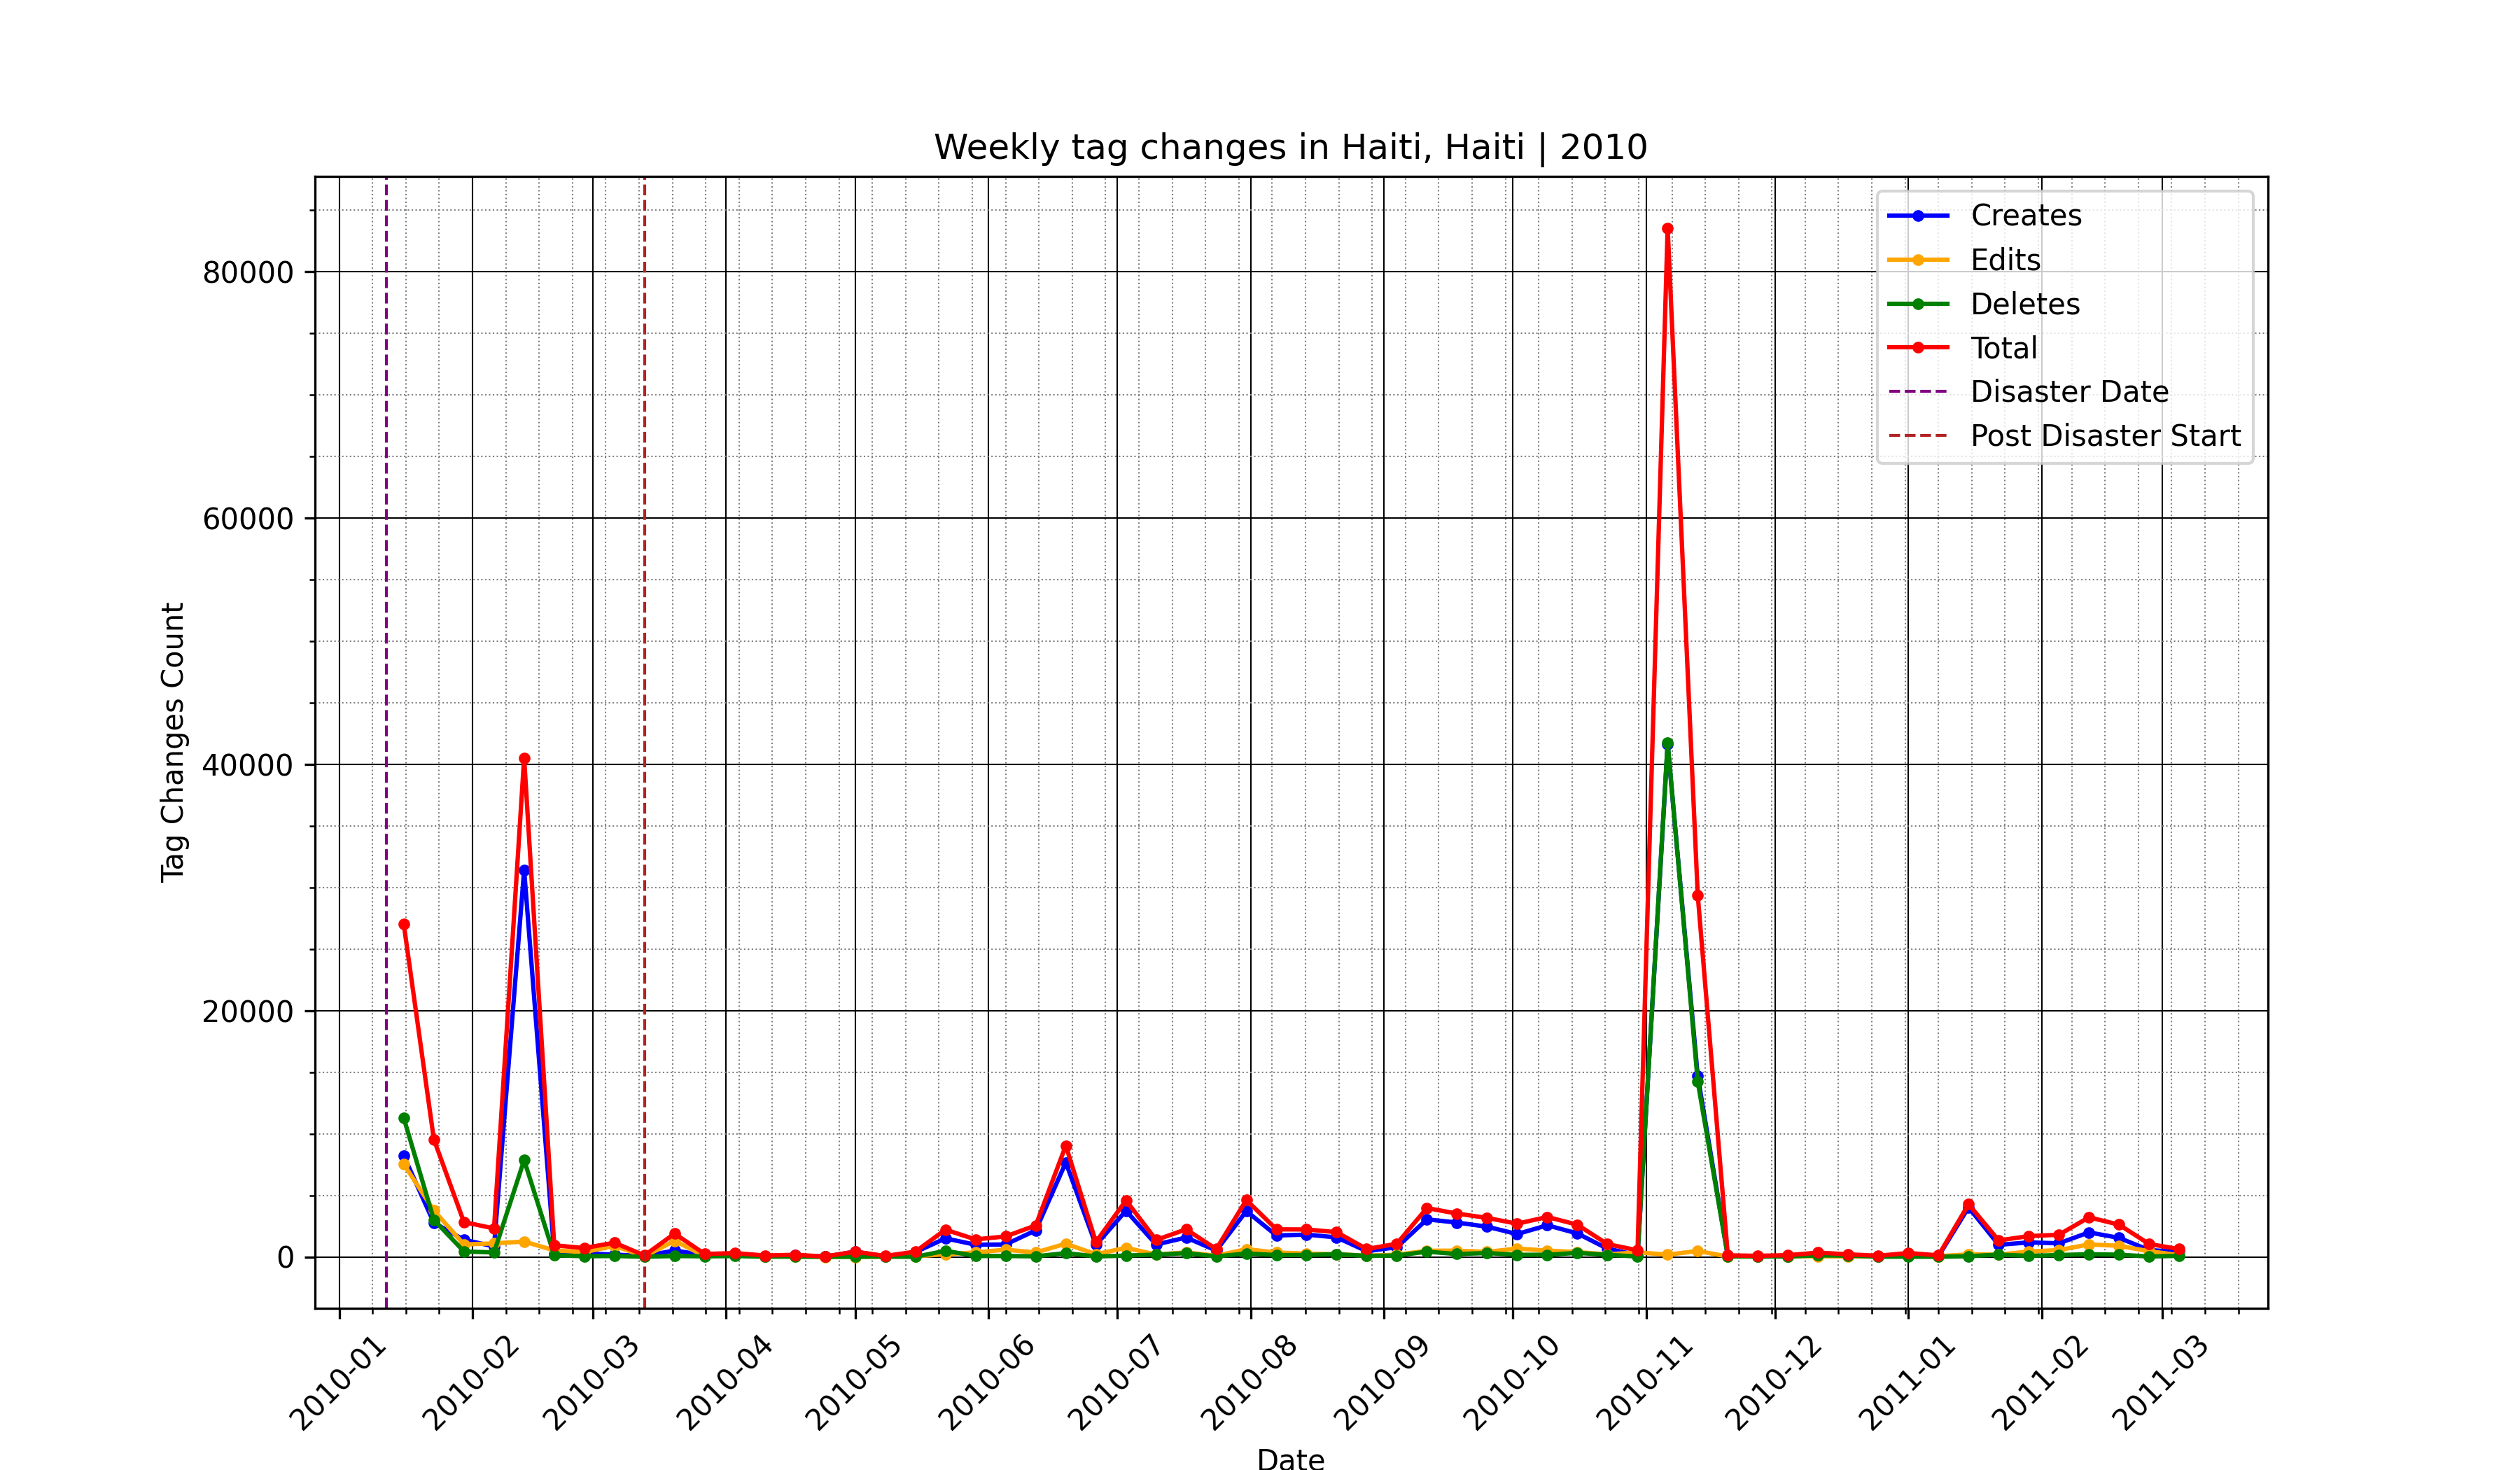 Weekly tag changes in Haiti, Haiti | 2010
Creates
Edits
Deletes
Total
Disaster Date
Post Disaster Start
Tag Changes Count
80000
60000
40000
20000
0
2010-01
2010-02
2010-03
2010-04
2010-05
2010-06
2010-07
2010-08
2010-09
2010-10
2010-11
2010-12
2011-01
2011-02
2011-03
Date